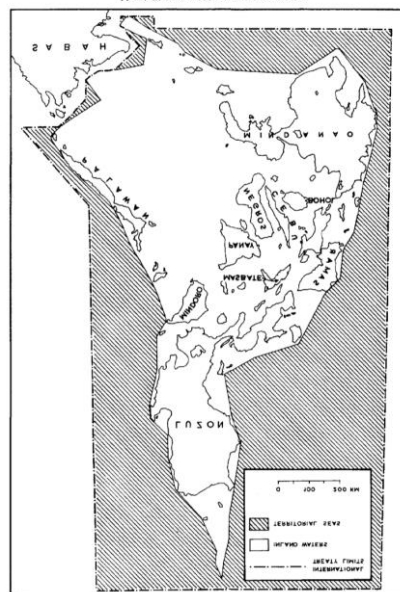 SABAH
MINDANAO
PALAWAN
BOHOL
CEBU
NEGROS
PANAY
SAMAR
MASBATE
MINDORO
LUZON
0 100 200 KM
TERRITORIAL SEAS
INLAND WATERS
INTERNATIONAL
TREATY LIMITS